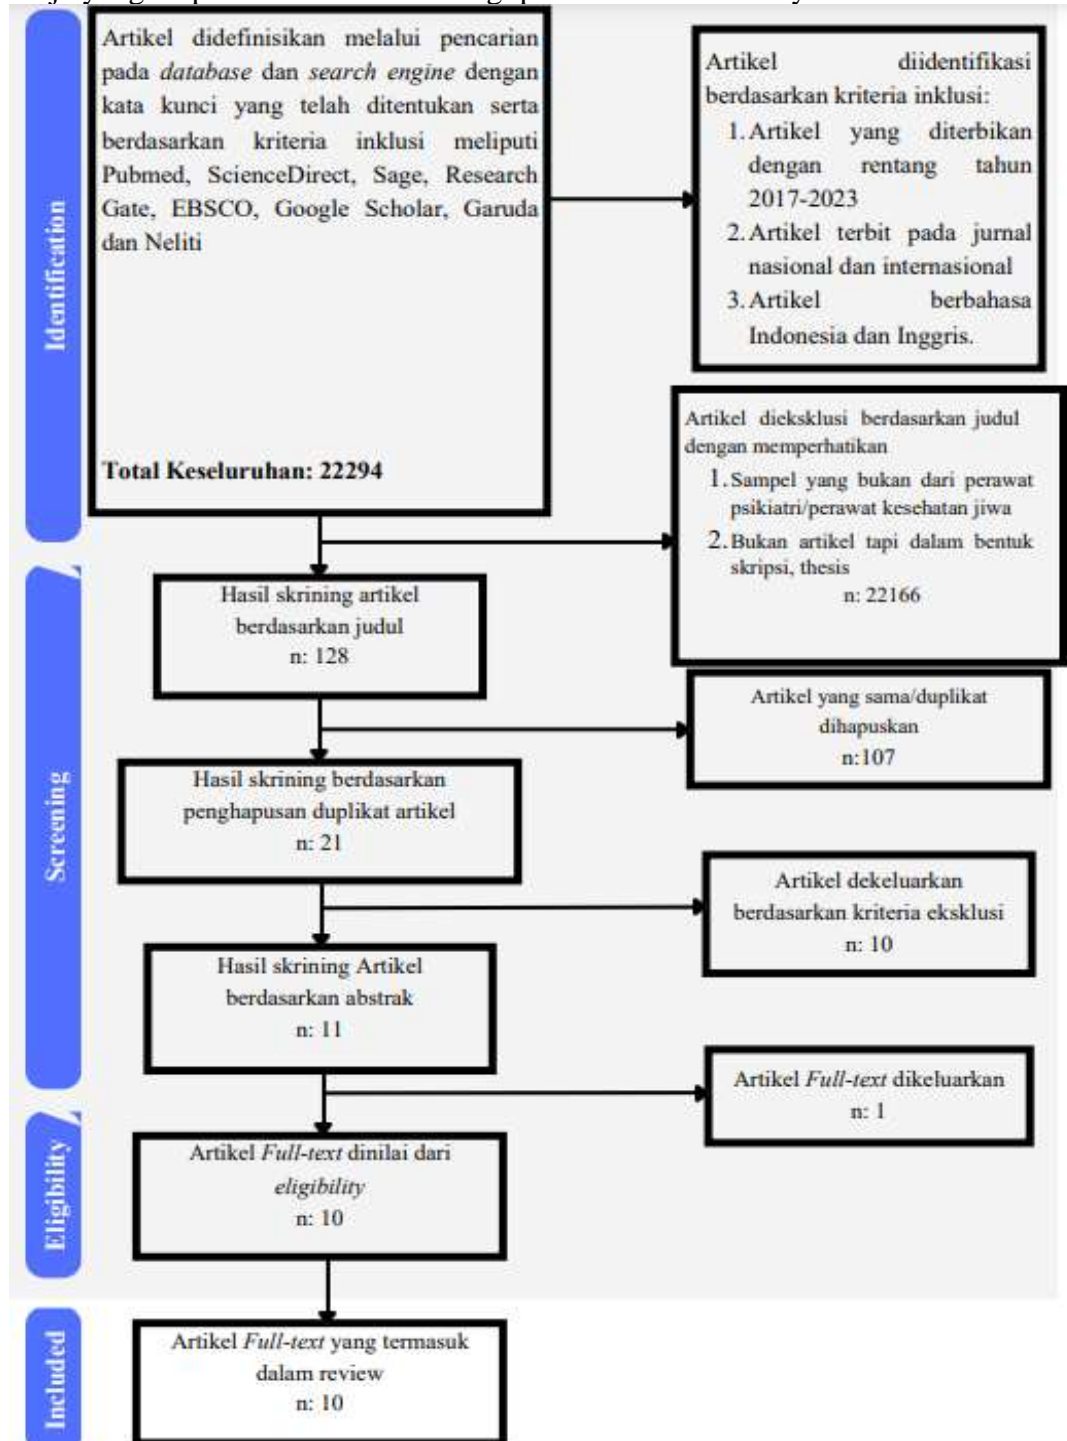 Identification
Artikel didefinisikan melalui pencarian
pada database dan search engine dengan
kata kunci yang telah ditentukan serta
berdasarkan kriteria inklusi meliputi
Pubmed, ScienceDirect, Sage, Research
Gate, EBSCO, Google Scholar, Garuda
dan Neliti
Total Keseluruhan: 22294
Artikel diidentifikasi
berdasarkan kriteria inklusi:
1. Artikel yang diterbikan
dengan rentang tahun
2017-2023
2. Artikel terbit pada jurnal
nasional dan internasional
3. Artikel berbahasa
Indonesia dan Inggris.
Artikel dieksklusi berdasarkan judul
dengan memperhatikan
1. Sampel yang bukan dari perawat
psikiatri/perawat kesehatan jiwa
2. Bukan artikel tapi dalam bentuk
skripsi, thesis
n: 22166
Screening
Hasil skrining artikel
berdasarkan judul
n: 128
Artikel yang sama/duplikat
dihapuskan
n:107
Hasil skrining berdasarkan
penghapusan duplikat artikel
n: 21
Artikel dekeluarkan
berdasarkan kriteria eksklusi
n: 10
Hasil skrining Artikel
berdasarkan abstrak
n: 11
Artikel Full-text dikeluarkan
n: 1
Eligibility
Artikel Full-text dinilai dari
eligibility
n: 10
Included
Artikel Full-text yang termasuk
dalam review
n: 10